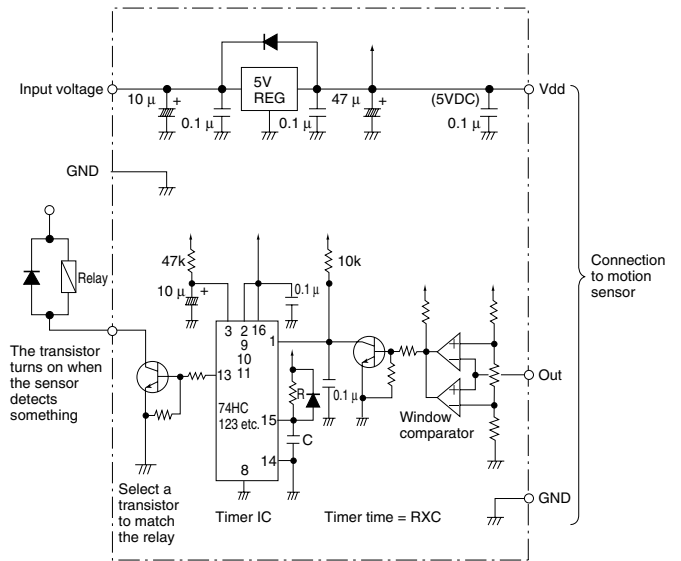 Input voltage
10 µ
+
0.1 µ
5V
REG
0.1 µ
47 µ
+
(5VDC)
0.1 µ
Vdd
GND
Relay
47k
10 µ
+
0.1 µ
10k
Connection
to motion
sensor
3 2 16
9
10
11
1
13
74HC
123 etc.
15
14
8
R
C
0.1 µ
+
−
+
−
Window
comparator
Out
The transistor
turns on when
the sensor
detects
something
Select a
transistor
to match
the relay
Timer IC
Timer time = RXC
GND